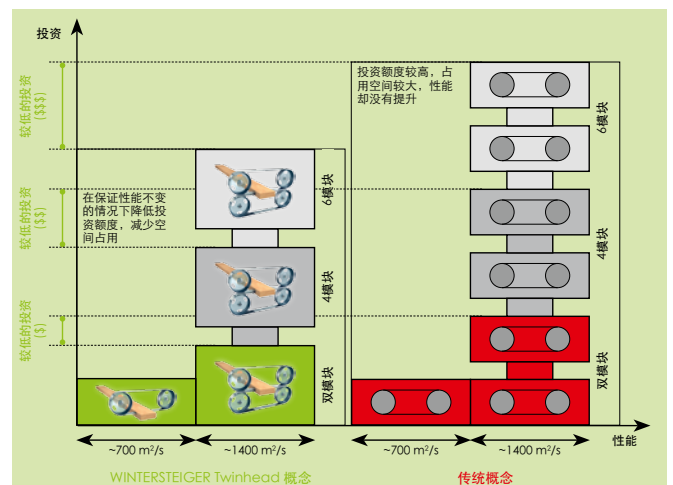 投资
较低的投资
($$$)
较低的投资
($$)
较低的投资
($)
在保证性能不变
的情况下降低投
资额度，减少空
间占用
6模块
4模块
双模块
投资额度较高，占
用空间较大，性能
却没有提升
6模块
4模块
双模块
性能
~700 m²/s
~1400 m²/s
~700 m²/s
~1400 m²/s
WINTERSTEIGER Twinhead 概念
传统概念